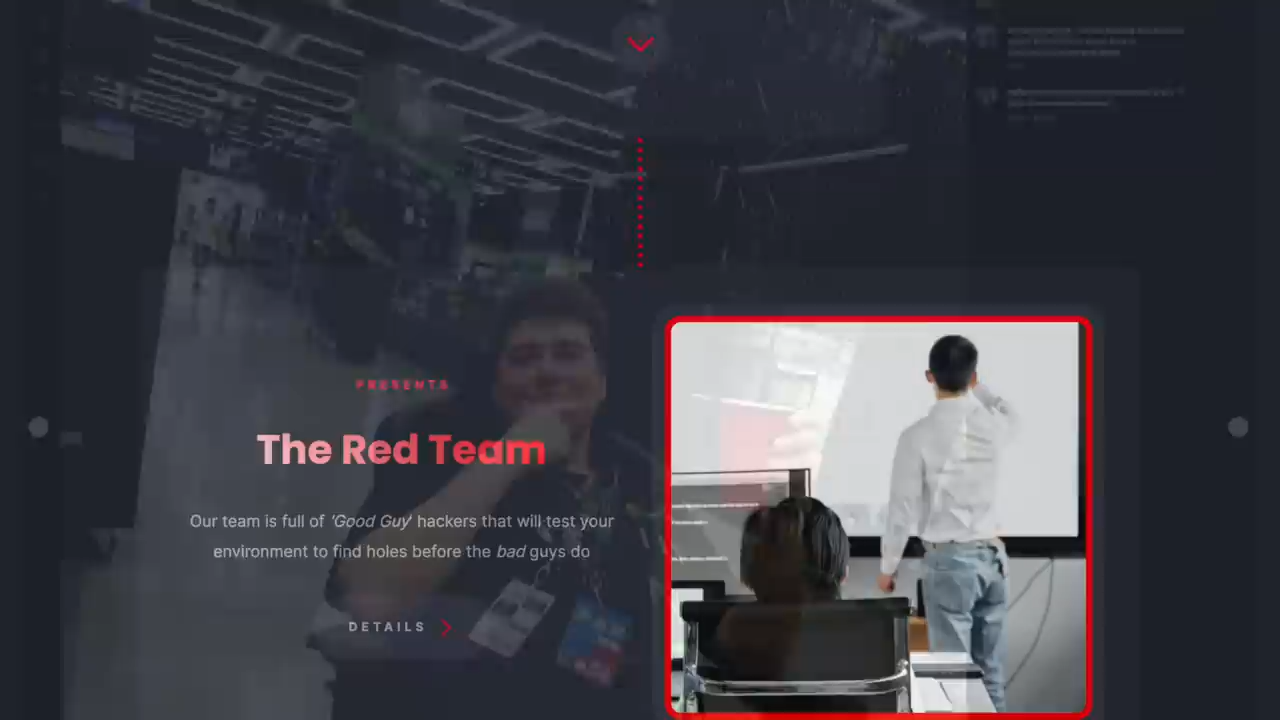 PRESENTS
The Red Team
Our team is full of 'Good Guy' hackers that will test your
environment to find holes before the bad guys do
DETAILS